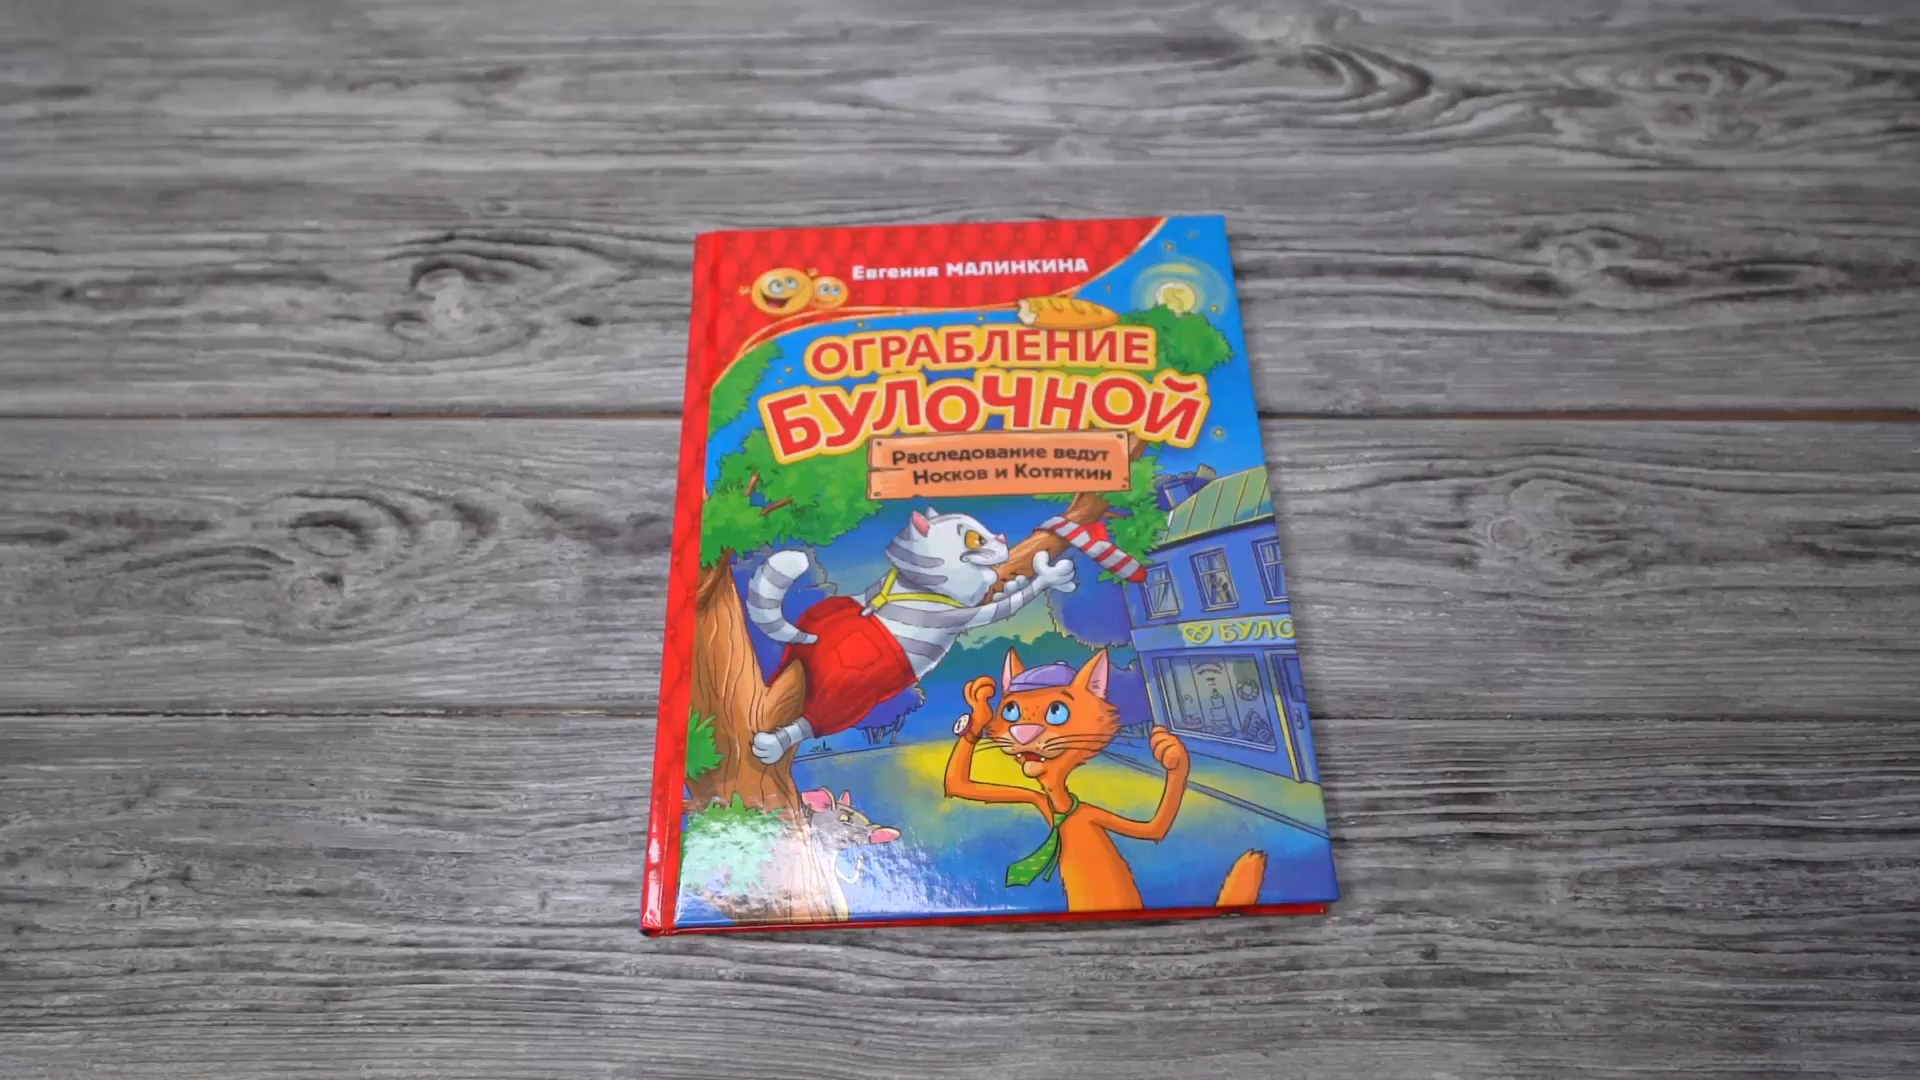 Евгения МАЛИНКИНА
ОГРАБЛЕНИЕ
БУЛОЧНОЙ
Расследование ведут
Носков и Котяткин
БУЛО